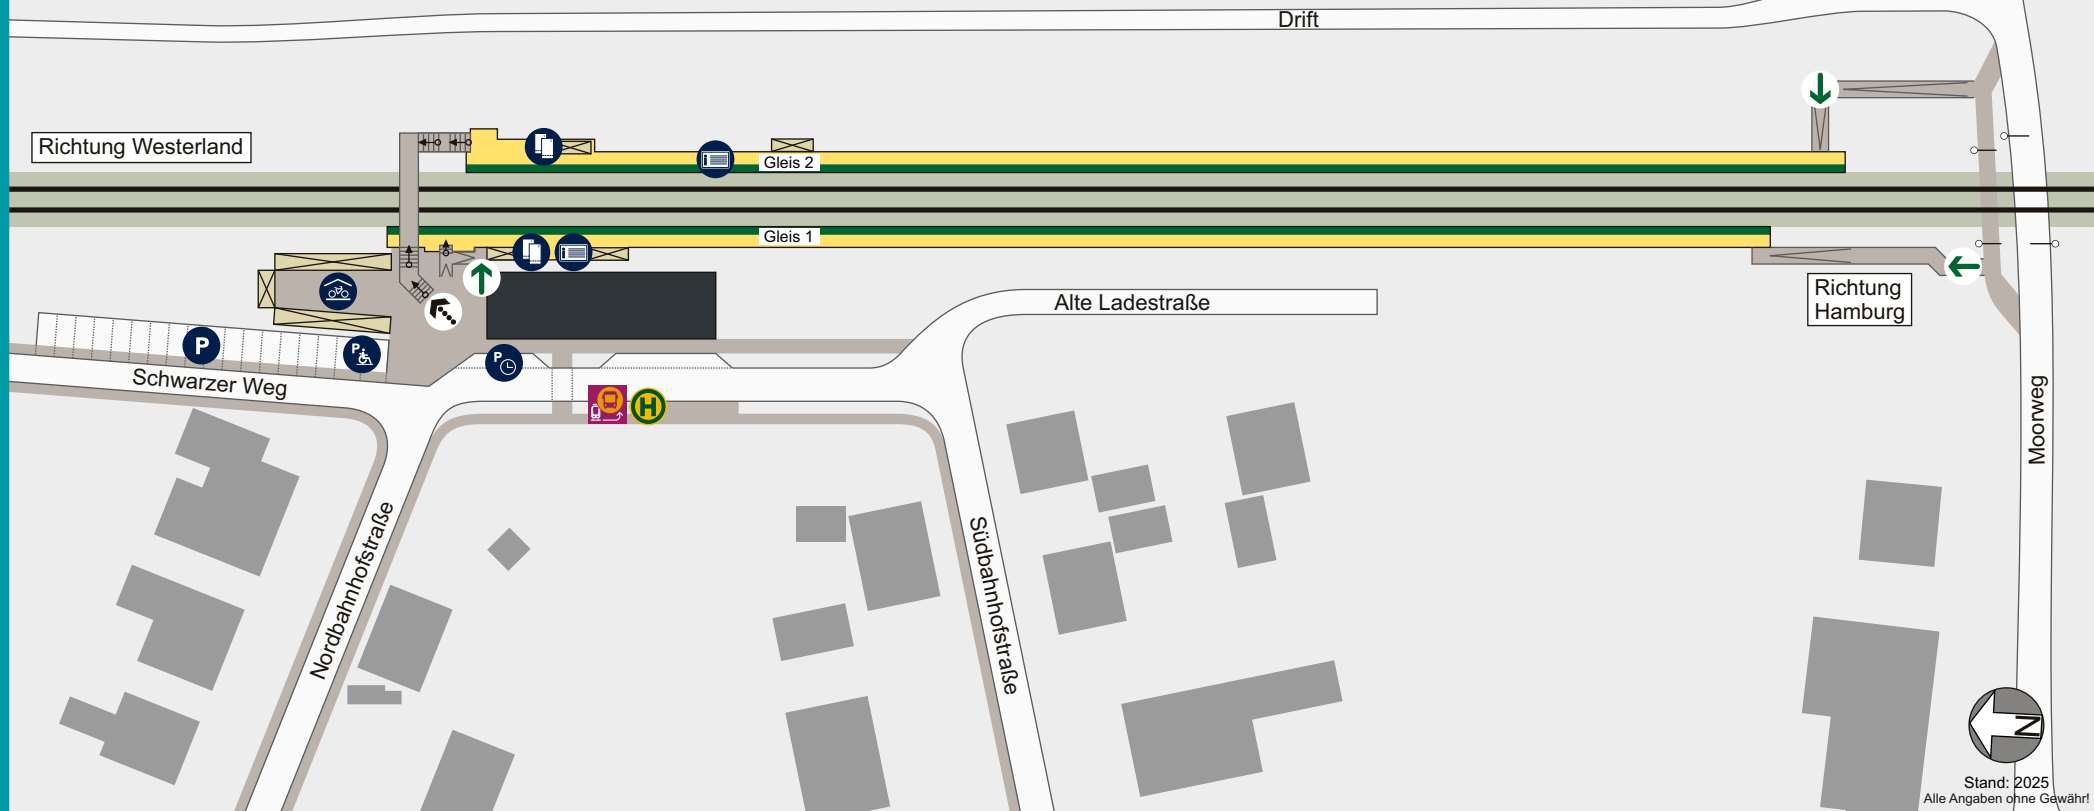 Drift
Richtung Westerland
Gleis 2
Gleis 1
Richtung
Hamburg
Alte Ladestraße
P
P
P
H
Schwarzer Weg
Nordbahnhofstraße
Südbahnhofstraße
Moorweg
N
Stand: 2025
Alle Angaben ohne Gewähr!